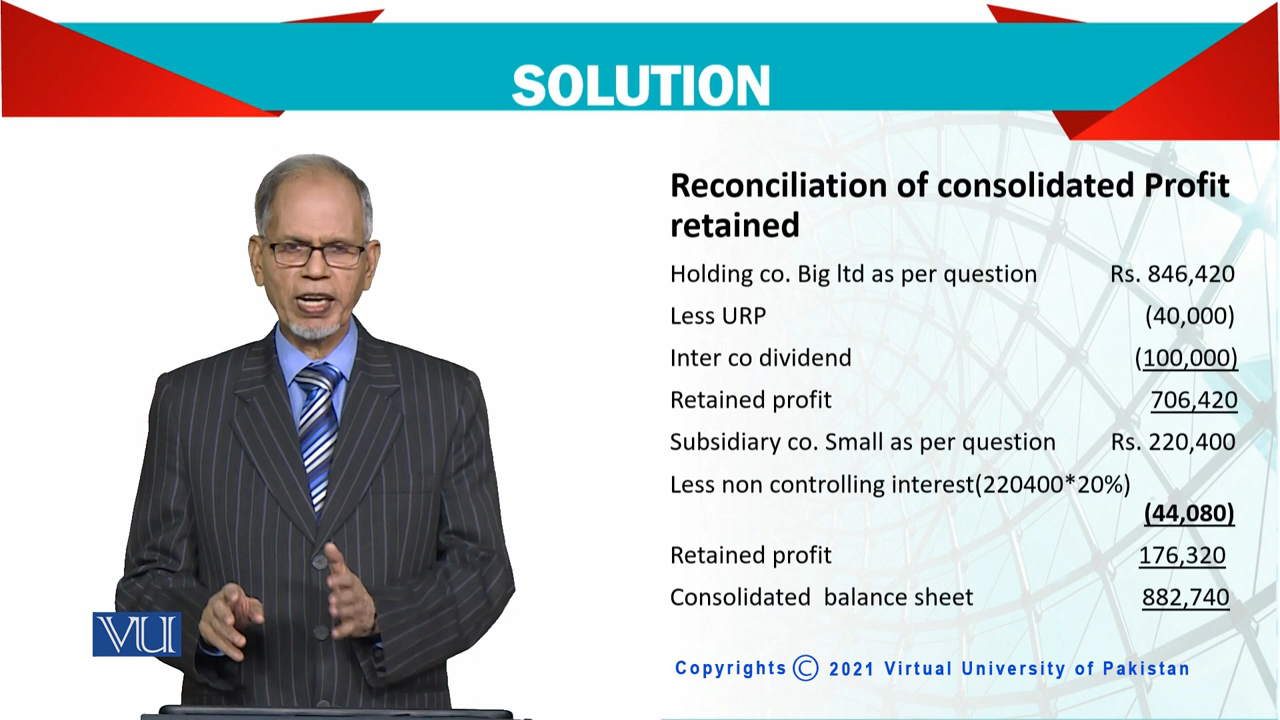 SOLUTION
Reconciliation of consolidated Profit
retained
Holding co. Big ltd as per question Rs. 846,420
Less URP (40,000)
Inter co dividend (100,000)
Retained profit 706,420
Subsidiary co. Small as per question Rs. 220,400
Less non controlling interest(220400*20%)
(44,080)
Retained profit 176,320
Consolidated balance sheet 882,740
VU
Copyrights © 2021 Virtual University of Pakistan